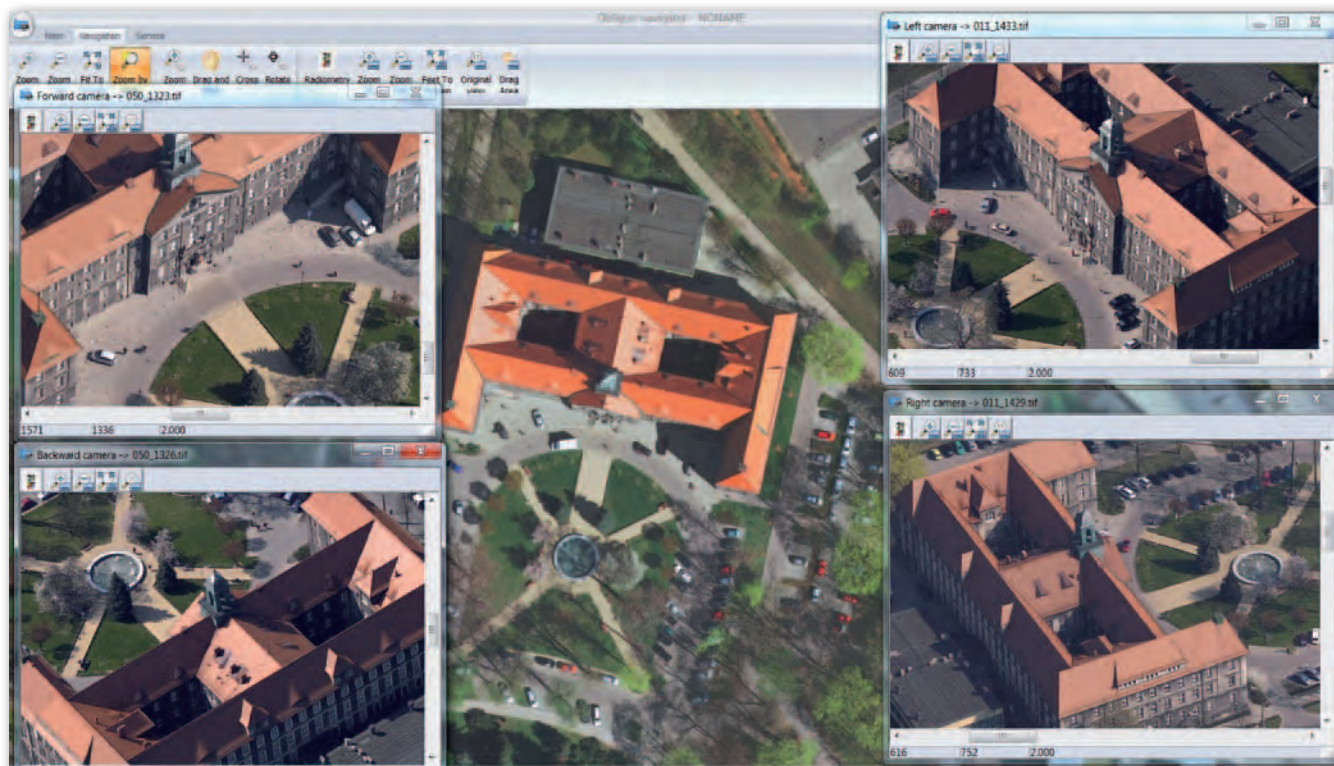 Oblique navigator - NONAME
Main Navigation Service
Zoom Zoom Fit To Zoom by Zoom Drag and Cross Rotate Radiometry Zoom Zoom Feet To Original Drag
view Area
Forward camera -> 050_1323.tif
1571 1336 2.000
Backward camera -> 050_1326.tif
Left camera -> 011_1433.tif
609 733 2.000
Right camera -> 011_1429.tif
616 752 2.000